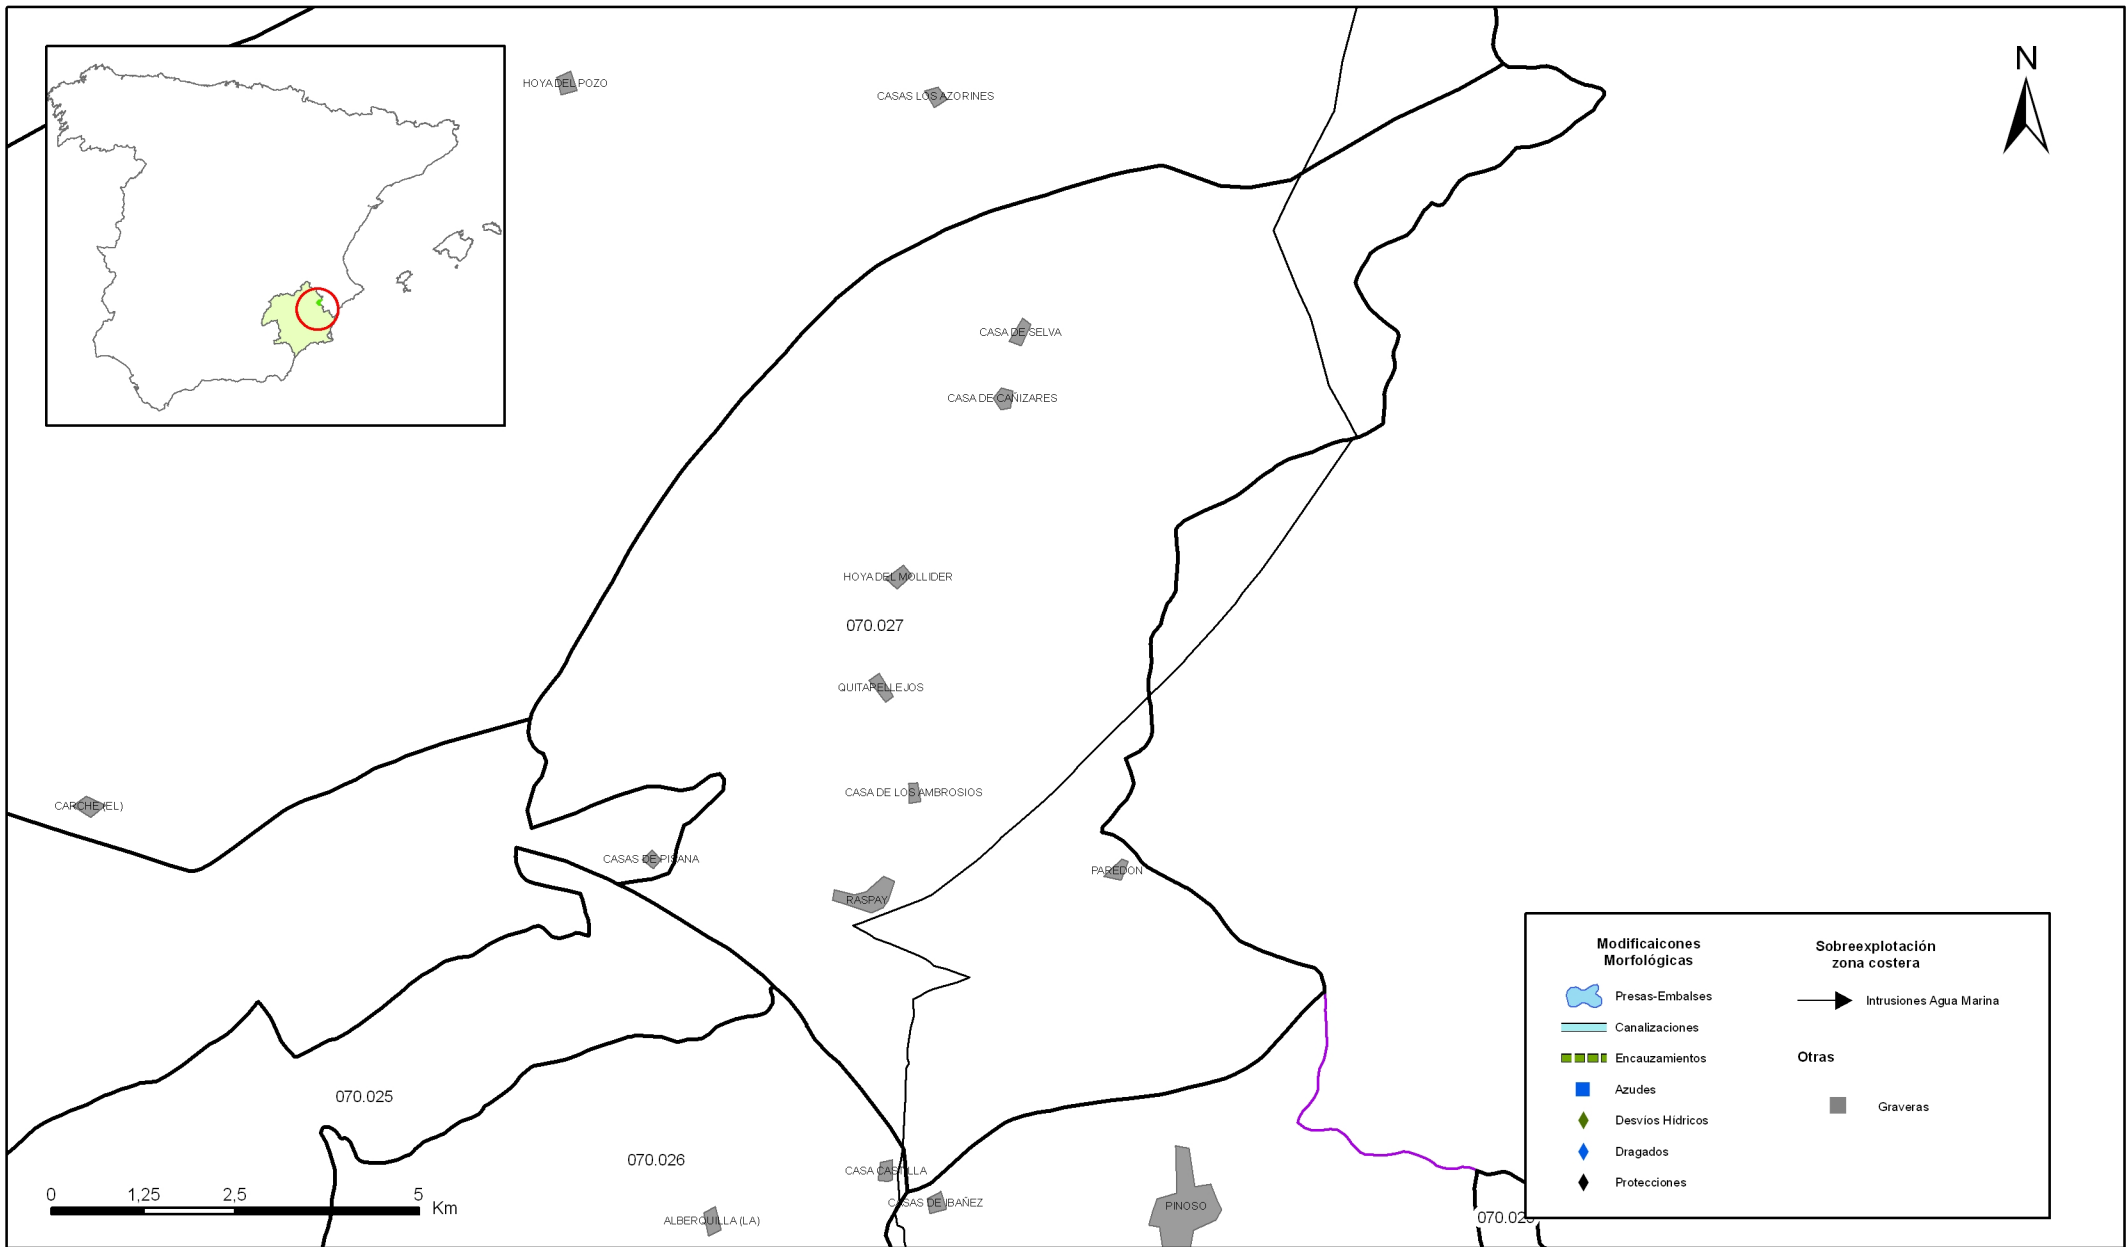 N
HOYA DEL POZO
CASAS LOS AZORINES
CASA DE SELVA
CASA DE CAÑIZARES
HOYA DEL MOLLIDER
070.027
QUITAPELLEJOS
CASA DE LOS AMBROSIOS
CARCHE (EL)
CASAS DE PISANA
RASPAY
PAREDON
070.025
070.026
CASA CASTILLA
CASAS DE IBAÑEZ
ALBERQUILLA (LA)
PINOSO
0 1,25 2,5 5
Km
Modificaicones
Morfológicas
Presas-Embalses
Canalizaciones
Encauzamientos
Azudes
Desvíos Hídricos
Dragados
Protecciones
Sobreexplotación
zona costera
Intrusiones Agua Marina
Otras
Graveras